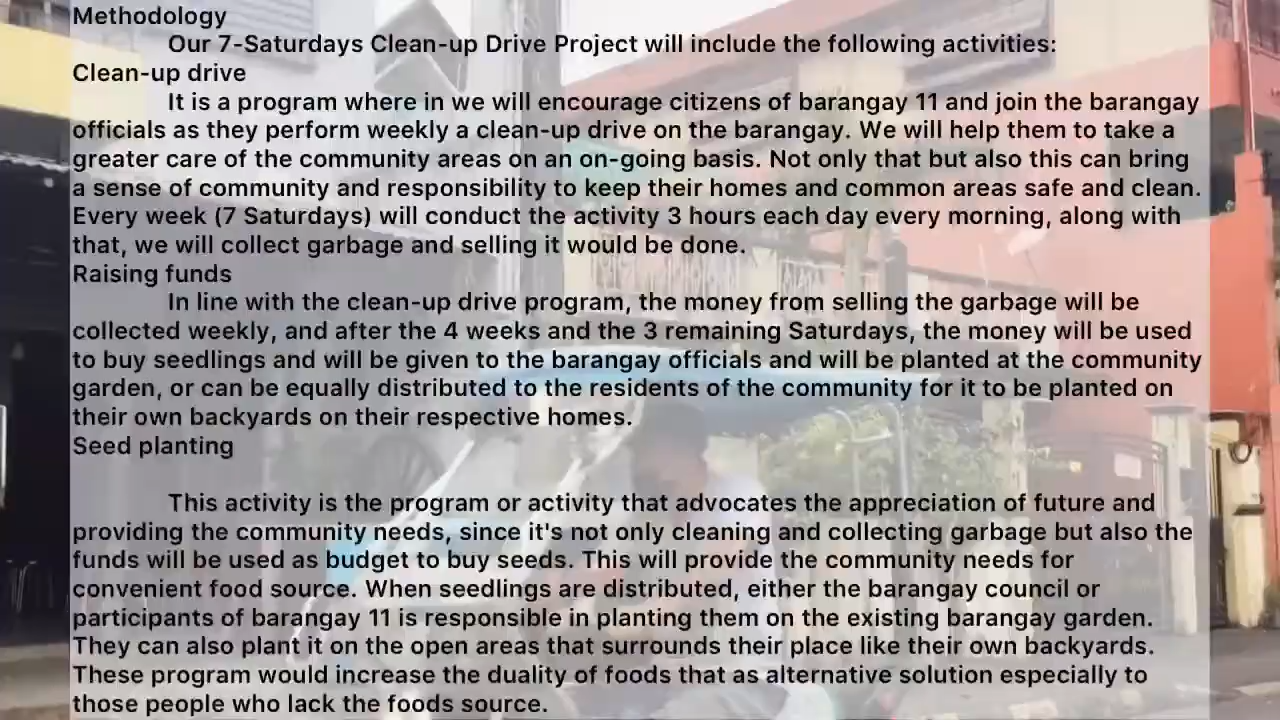 Methodology
Our 7-Saturdays Clean-up Drive Project will include the following activities:
Clean-up drive
It is a program where in we will encourage citizens of barangay 11 and join the barangay
officials as they perform weekly a clean-up drive on the barangay. We will help them to take a
greater care of the community areas on an on-going basis. Not only that but also this can bring
a sense of community and responsibility to keep their homes and common areas safe and clean.
Every week (7 Saturdays) will conduct the activity 3 hours each day every morning, along with
that, we will collect garbage and selling it would be done.
Raising funds
In line with the clean-up drive program, the money from selling the garbage will be
collected weekly, and after the 4 weeks and the 3 remaining Saturdays, the money will be used
to buy seedlings and will be given to the barangay officials and will be planted at the community
garden, or can be equally distributed to the residents of the community for it to be planted on
their own backyards on their respective homes.
Seed planting
This activity is the program or activity that advocates the appreciation of future and
providing the community needs, since it's not only cleaning and collecting garbage but also the
funds will be used as budget to buy seeds. This will provide the community needs for
convenient food source. When seedlings are distributed, either the barangay council or
participants of barangay 11 is responsible in planting them on the existing barangay garden.
They can also plant it on the open areas that surrounds their place like their own backyards.
These program would increase the duality of foods that as alternative solution especially to
those people who lack the foods source.